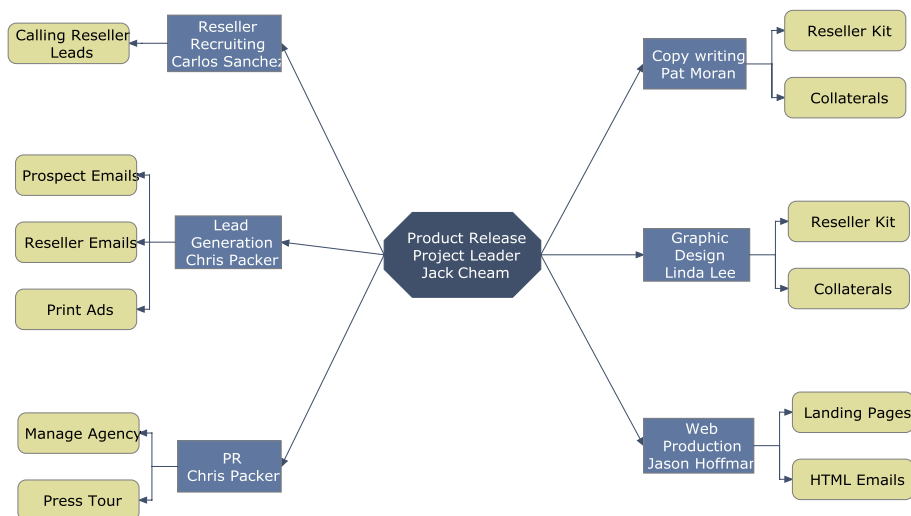 Reseller
Recruiting
Carlos Sanchez
Calling Reseller
Leads
Copy writing
Pat Moran
Reseller Kit
Collaterals
Prospect Emails
Reseller Emails
Print Ads
Lead
Generation
Chris Packer
Product Release
Project Leader
Jack Cheam
Graphic
Design
Linda Lee
Reseller Kit
Collaterals
Manage Agency
Press Tour
PR
Chris Packer
Web
Production
Jason Hoffman
Landing Pages
HTML Emails